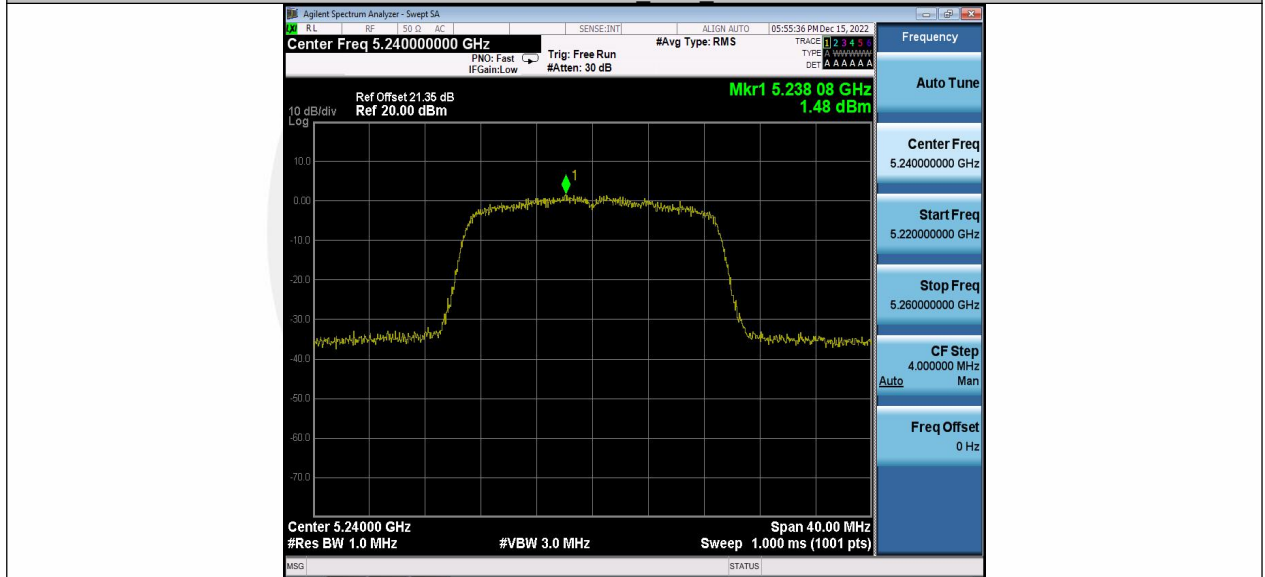 Agilent Spectrum Analyzer - Swept SA
RL RF 50 Ω AC SENSE:INT ALIGN AUTO 05:55:36 PM Dec 15, 2022
Center Freq 5.240000000 GHz
#Avg Type: RMS
TRACE 1 2 3 4 5 6
PNO: Fast
Trig: Free Run
TYPE A WWWWW
IFGain:Low
#Atten: 30 dB
DET A A A A A A
Mkr1 5.238 08 GHz
1.48 dBm
Ref Offset 21.35 dB
10 dB/div Ref 20.00 dBm
Log
10.0
1
0.00
-10.0
-20.0
-30.0
-40.0
-50.0
-60.0
-70.0
Center 5.24000 GHz Span 40.00 MHz
#Res BW 1.0 MHz #VBW 3.0 MHz Sweep 1.000 ms (1001 pts)
MSG STATUS
Frequency
Auto Tune
Center Freq
5.240000000 GHz
Start Freq
5.220000000 GHz
Stop Freq
5.260000000 GHz
CF Step
4.000000 MHz
Auto Man
Freq Offset
0 Hz